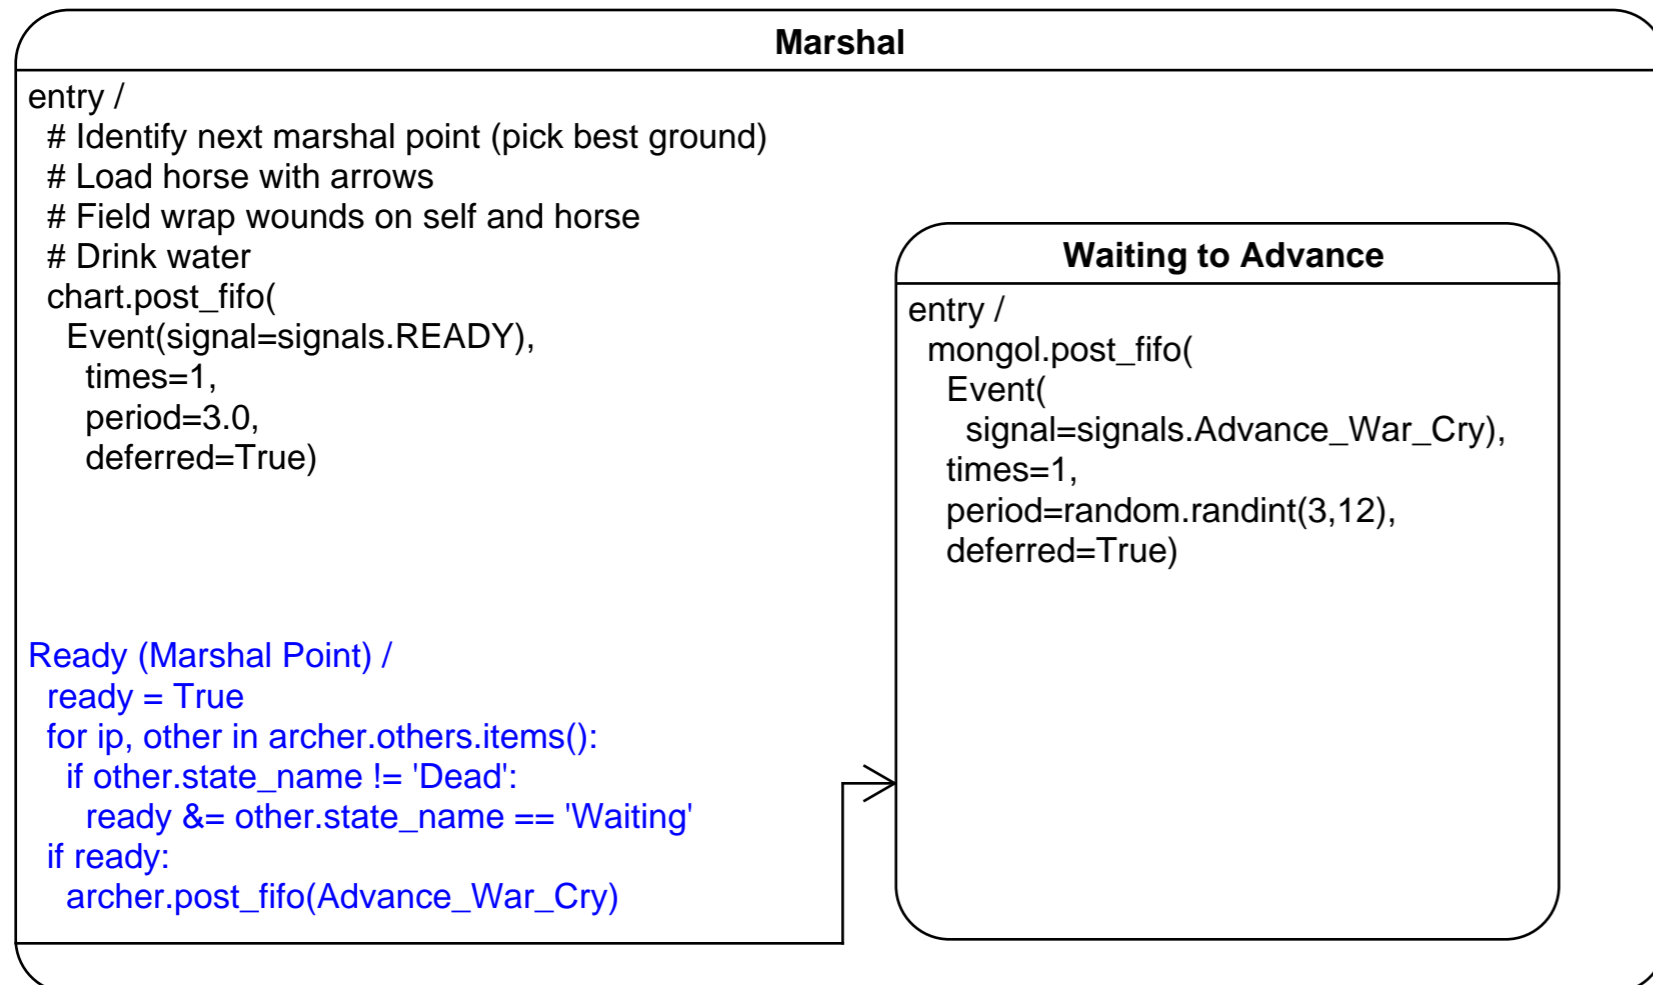 Marshal
entry /
# Identify next marshal point (pick best ground)
# Load horse with arrows
# Field wrap wounds on self and horse
# Drink water
chart.post_fifo(
Event(signal=signals.READY),
times=1,
period=3.0,
deferred=True)
Ready (Marshal Point) /
ready = True
for ip, other in archer.others.items():
if other.state_name != 'Dead':
ready &= other.state_name == 'Waiting'
if ready:
archer.post_fifo(Advance_War_Cry)
Waiting to Advance
entry /
mongol.post_fifo(
Event(
signal=signals.Advance_War_Cry),
times=1,
period=random.randint(3,12),
deferred=True)